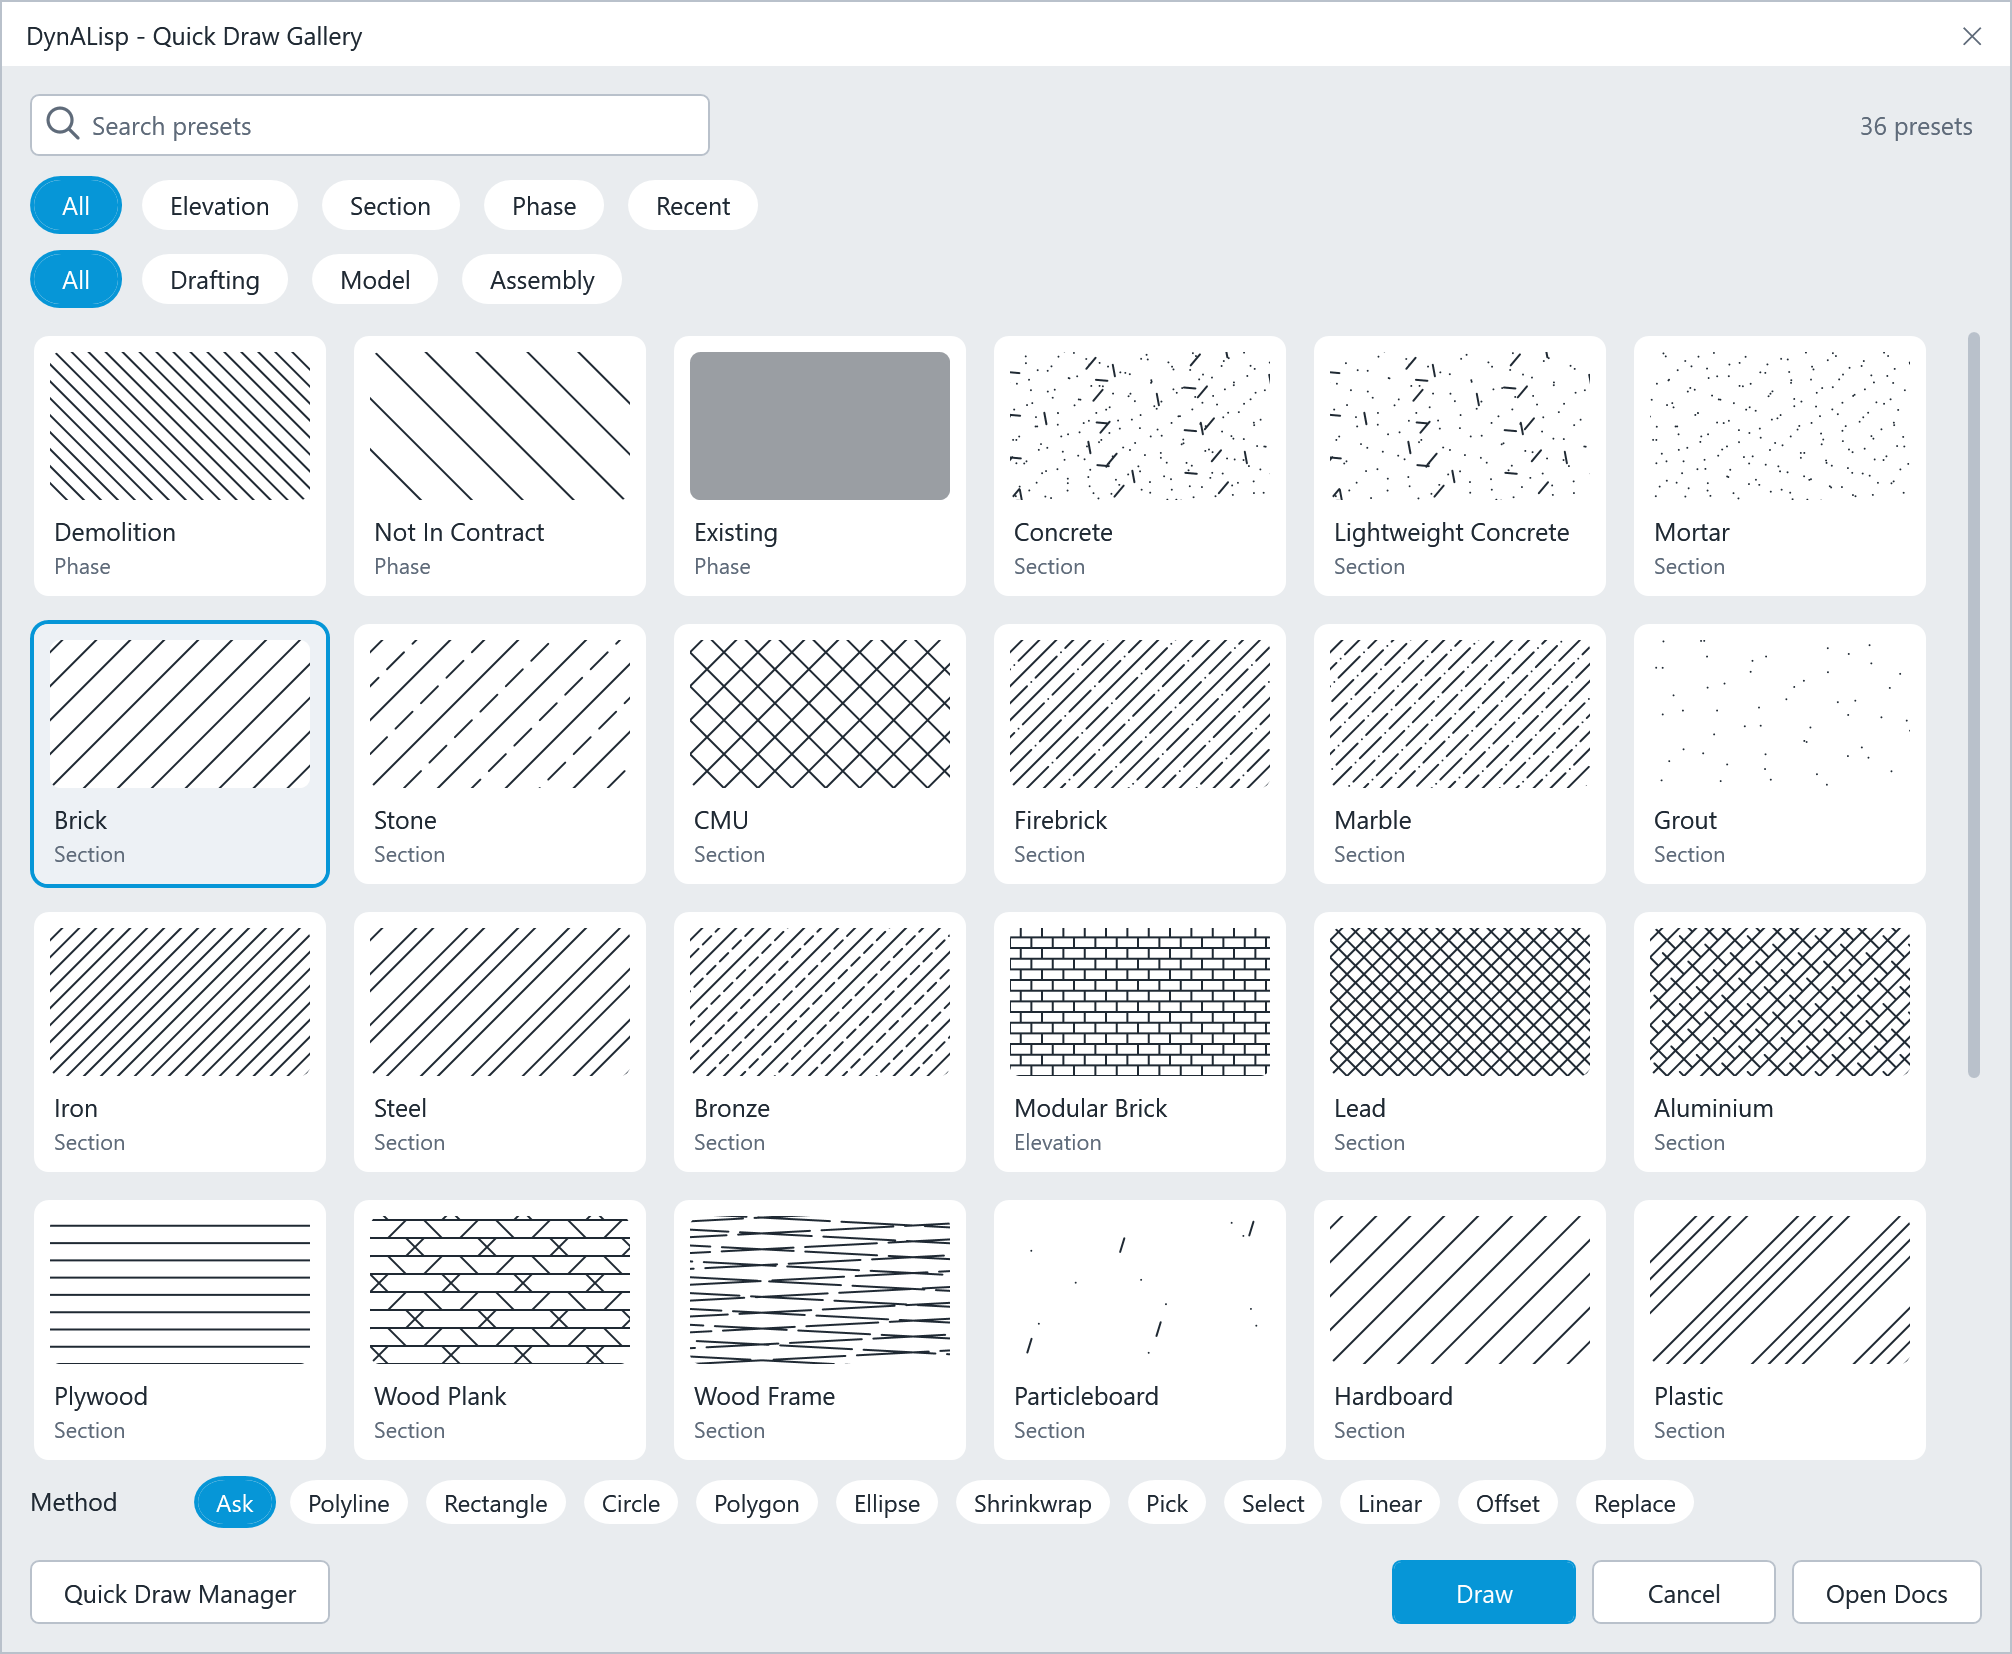 DynALisp - Quick Draw Gallery
Search presets
36 presets
All Elevation Section Phase Recent
All Drafting Model Assembly
Demolition Not In Contract Existing Concrete Lightweight Concrete Mortar
Phase Phase Phase Section Section Section
Brick Stone CMU Firebrick Marble Grout
Section Section Section Section Section Section
Iron Steel Bronze Modular Brick Lead Aluminium
Section Section Section Elevation Section Section
Plywood Wood Plank Wood Frame Particleboard Hardboard Plastic
Section Section Section Section Section Section
Method Ask Polyline Rectangle Circle Polygon Ellipse Shrinkwrap Pick Select Linear Offset Replace
Quick Draw Manager Draw Cancel Open Docs